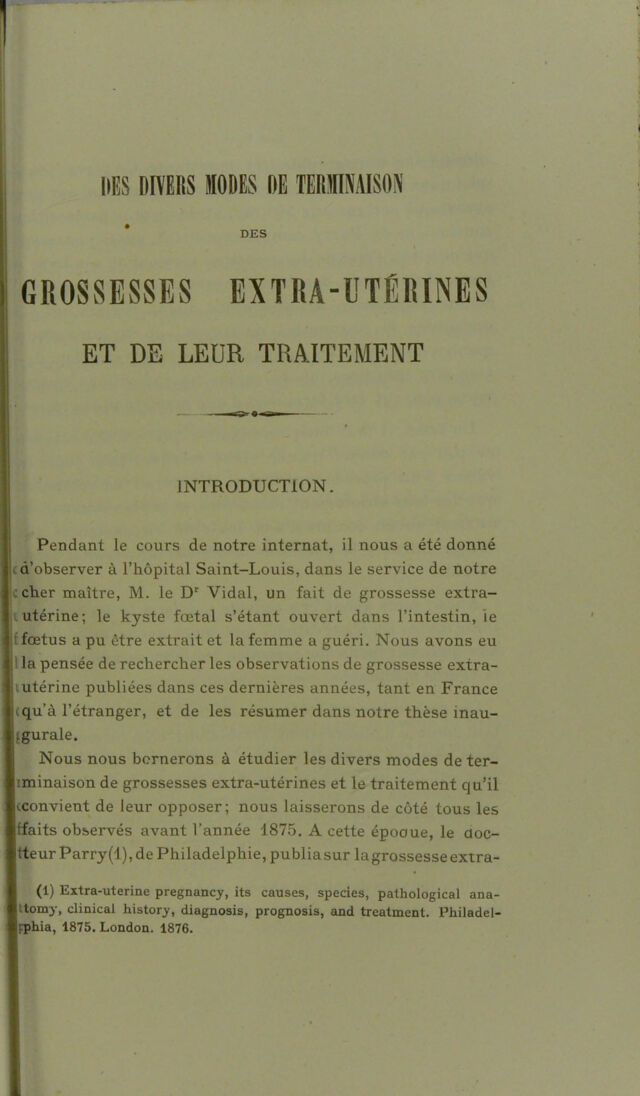 DES DIVERS MODES DE TERMINAISON
DES
GROSSESSES EXTRA-UTÉRINES
ET DE LEUR TRAITEMENT
INTRODUCTION.
Pendant le cours de notre internat, il nous a été donné
d'observer à l'hôpital Saint-Louis, dans le service de notre
cher maître, M. le Dr Vidal, un fait de grossesse extra-
utérine; le kyste fœtal s'étant ouvert dans l'intestin, le
fœtus a pu être extrait et la femme a guéri. Nous avons eu
la pensée de rechercher les observations de grossesse extra-
utérine publiées dans ces dernières années, tant en France
qu'à l'étranger, et de les résumer dans notre thèse inau-
gurale.
Nous nous bornerons à étudier les divers modes de ter-
minaison de grossesses extra-utérines et le traitement qu'il
convient de leur opposer; nous laisserons de côté tous les
faits observés avant l'année 1875. A cette époque, le doc-
teur Parry(1), de Philadelphie, publia sur la grossesse extra-
(1) Extra-uterine pregnancy, its causes, species, pathological ana-
tomy, clinical history, diagnosis, prognosis, and treatment. Philadel-
phia, 1875. London. 1876.